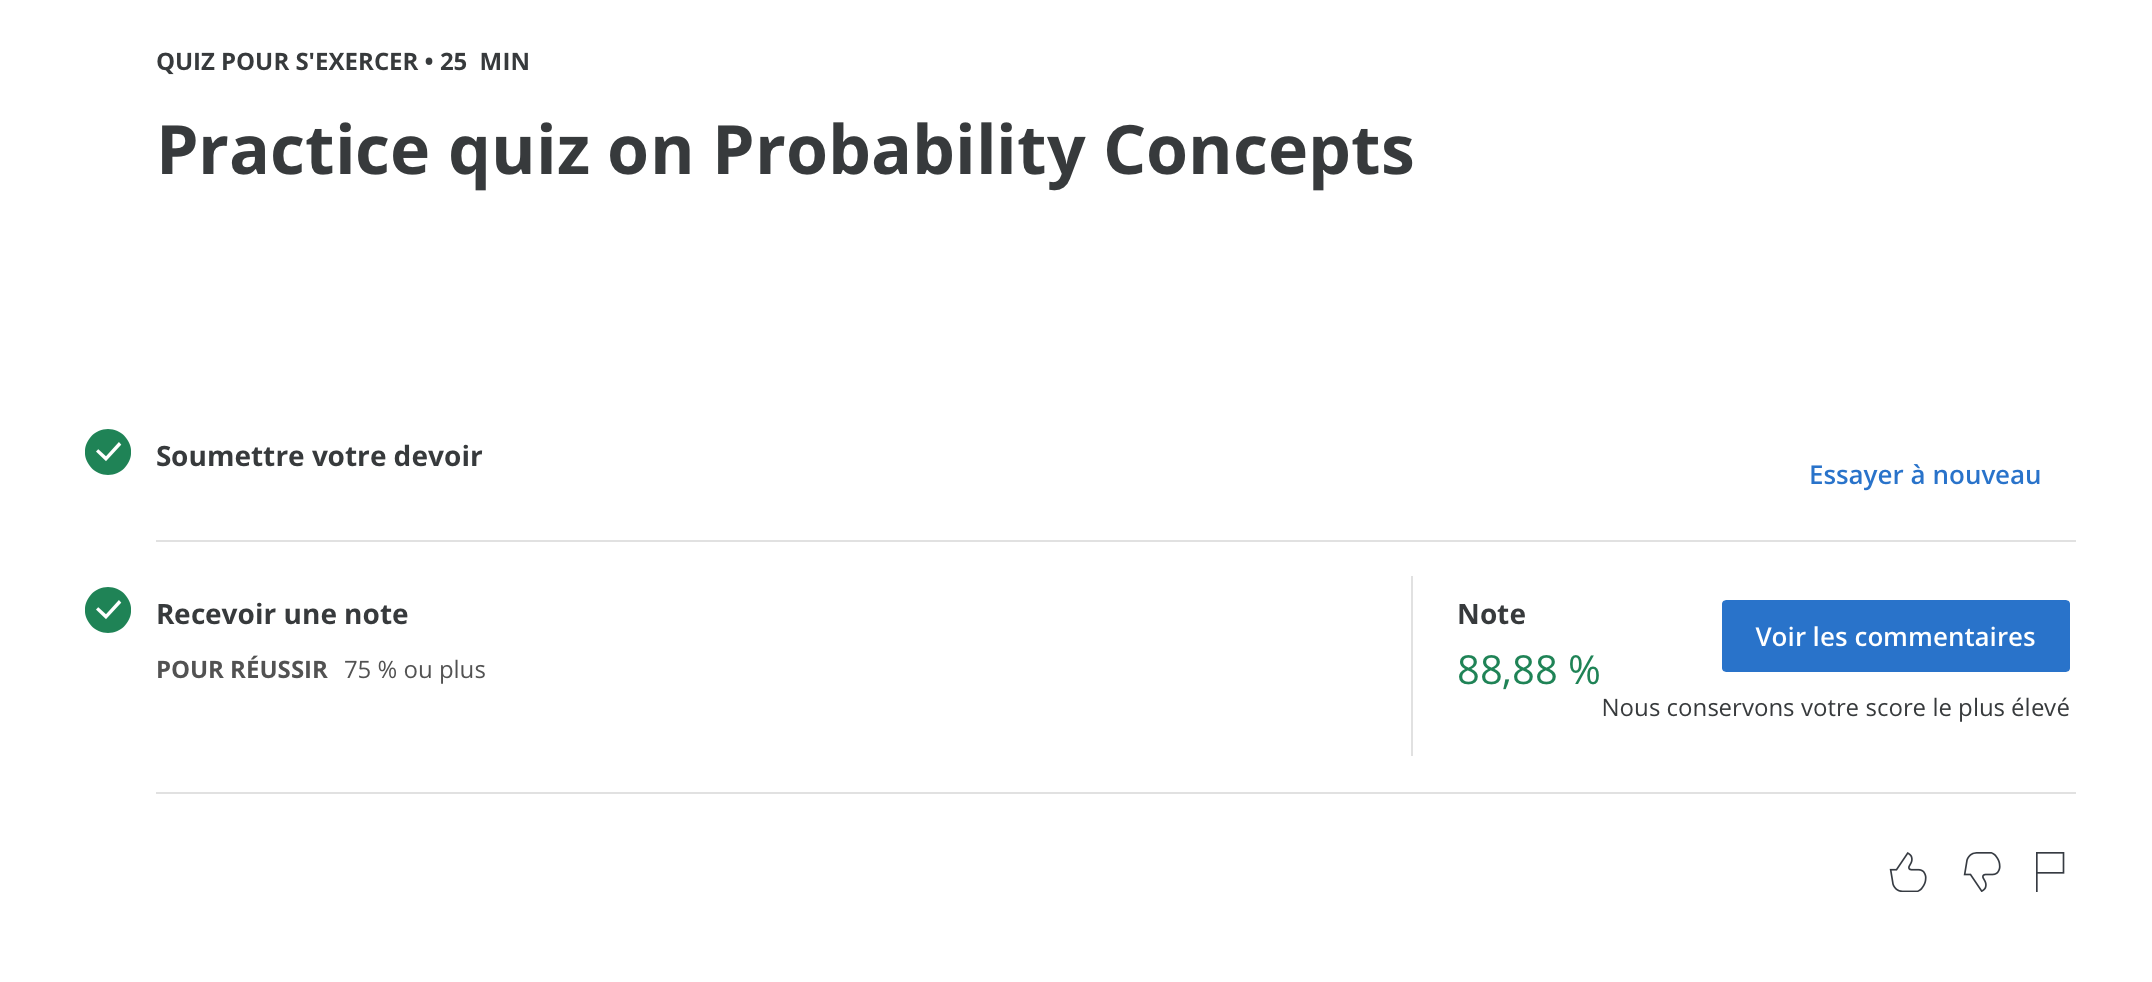 QUIZ POUR S'EXERCER • 25 MIN
Practice quiz on Probability Concepts
Soumettre votre devoir
Essayer à nouveau
Recevoir une note
POUR RÉUSSIR 75 % ou plus
Note
88,88 %
Voir les commentaires
Nous conservons votre score le plus élevé